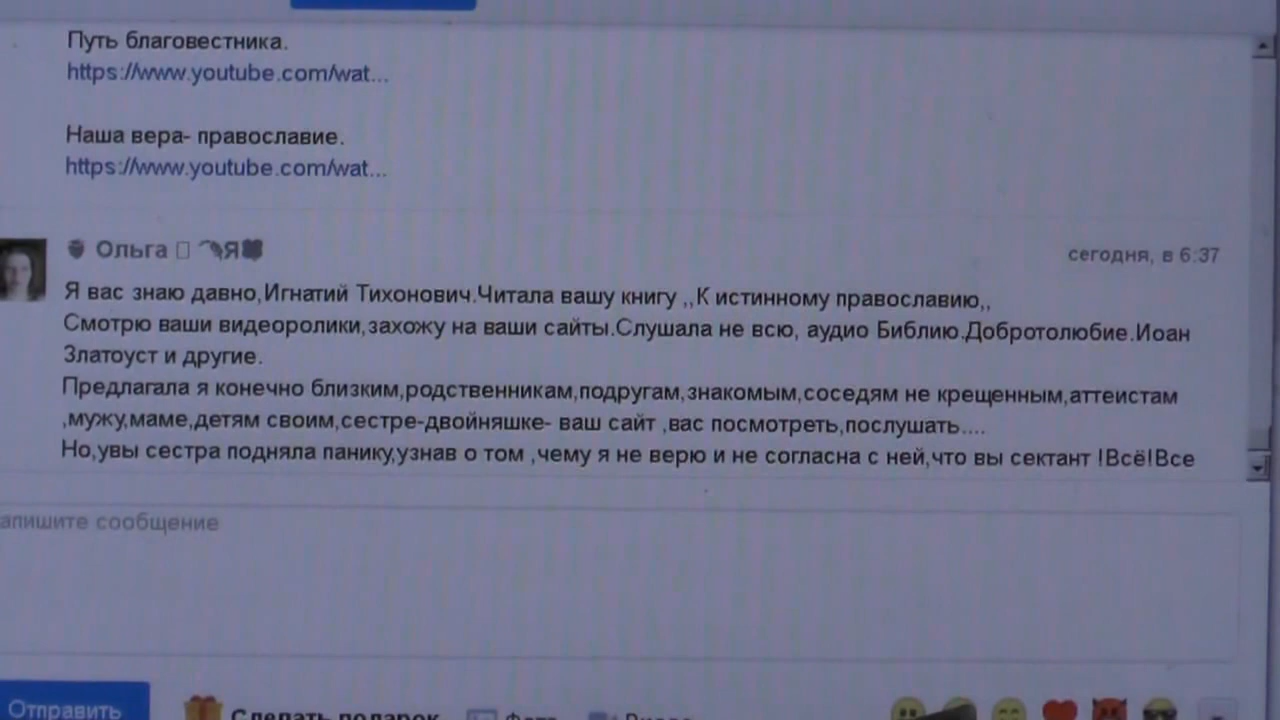 Путь благовестника.
https://www.youtube.com/wat...
Наша вера- православие.
https://www.youtube.com/wat...
Ольга Я
сегодня, в 6:37
Я вас знаю давно,Игнатий Тихонович.Читала вашу книгу ,,К истинному православию,,
Смотрю ваши видеоролики,захожу на ваши сайты.Слушала не всю, аудио Библию.Добротолюбие.Иоан
Златоуст и другие.
Предлагала я конечно близким,родственникам,подругам,знакомым,соседям не крещенным,аттеистам
,мужу,маме,детям своим,сестре-двойняшке- ваш сайт ,вас посмотреть,послушать....
Но,увы сестра подняла панику,узнав о том ,чему я не верю и не согласна с ней,что вы сектант !Всё!Все
апишите сообщение
Отправить
Сделать подарок
Фото
Видео